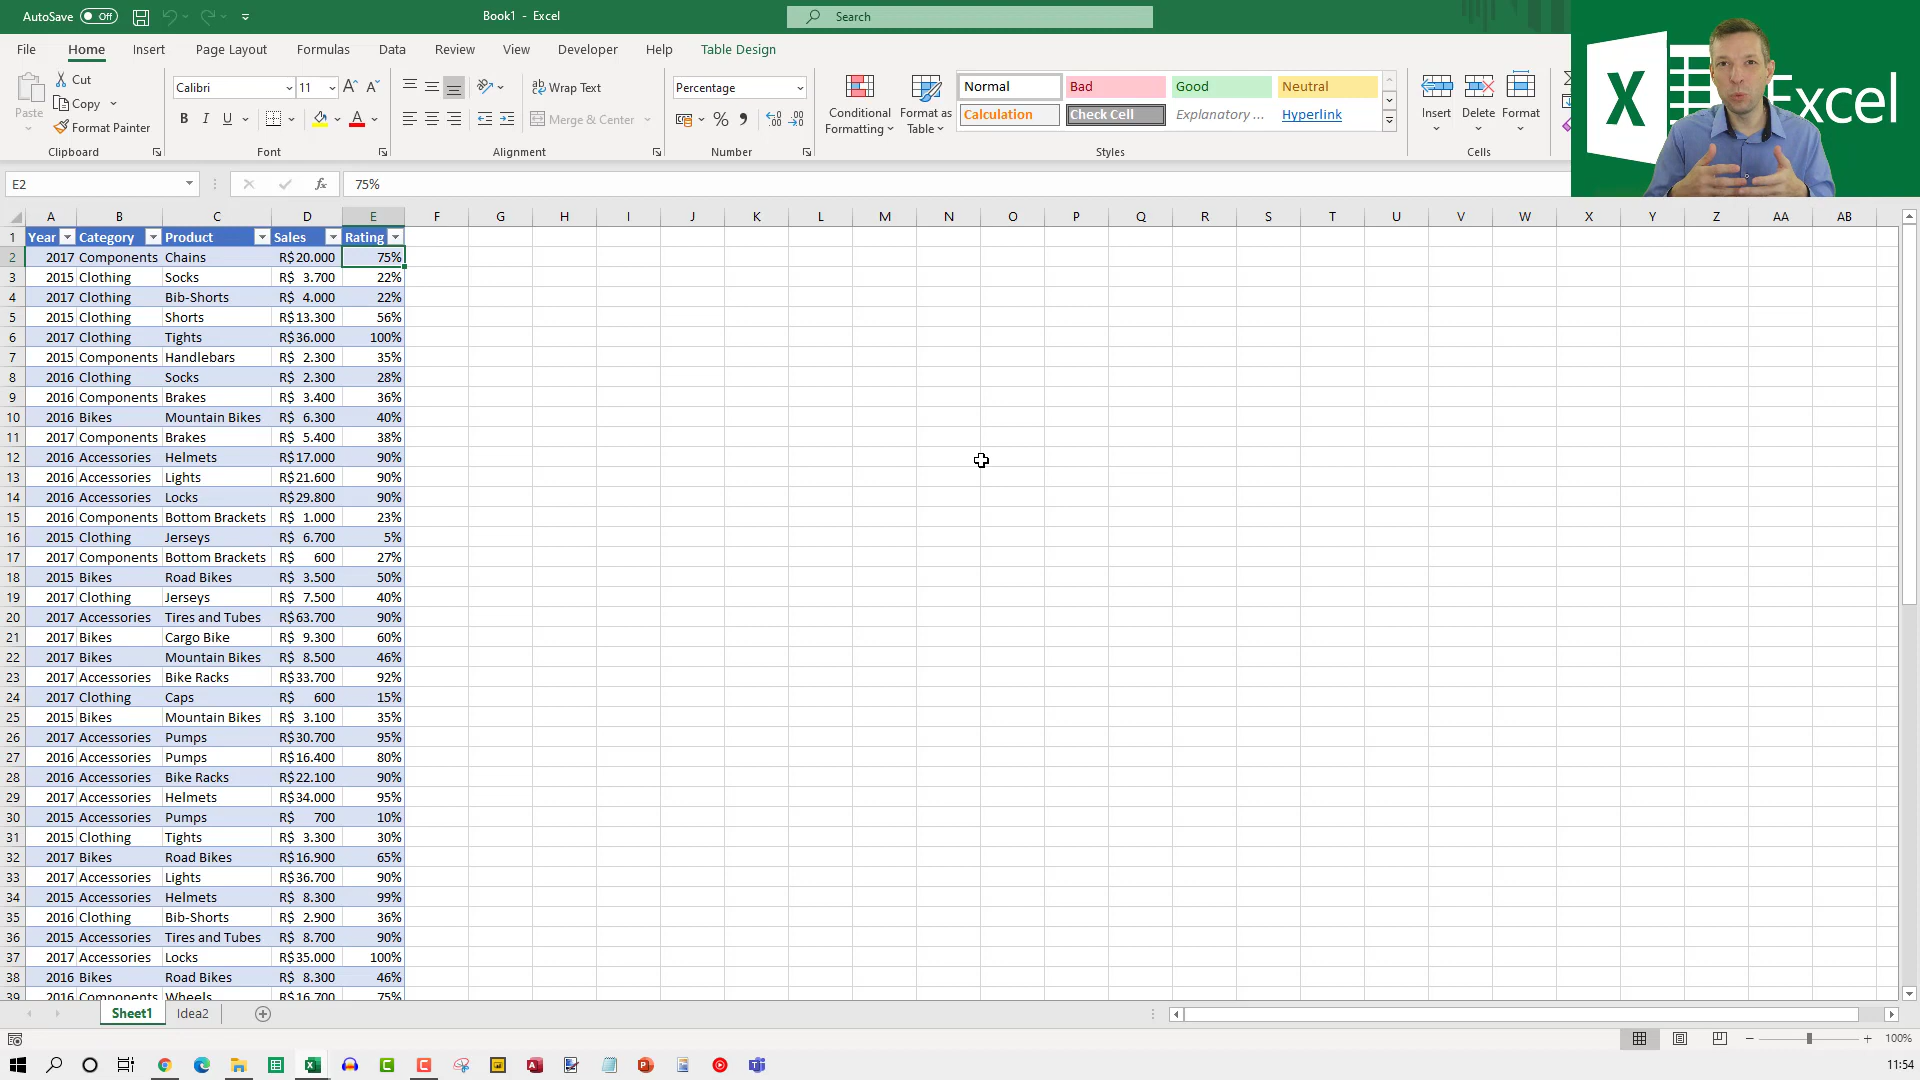 AutoSave Off Book1 - Excel Search
File Home Insert Page Layout Formulas Data Review View Developer Help Table Design
Cut
Copy
Format Painter
Paste
Clipboard
Calibri 11
B I U
Font
Wrap Text
Merge & Center
Alignment
Percentage
Number
Conditional Formatting
Format as Table
Normal Bad Good Neutral
Calculation Check Cell Explanatory ... Hyperlink
Styles
Insert Delete Format
Cells
X Excel
E2 fx 75%
A B C D E F G H I J K L M N O P Q R S T U V W X Y Z AA AB
1 Year Category Product Sales Rating
2 2017 Components Chains R$20.000 75%
3 2015 Clothing Socks R$ 3.700 22%
4 2017 Clothing Bib-Shorts R$ 4.000 22%
5 2015 Clothing Shorts R$13.300 56%
6 2017 Clothing Tights R$36.000 100%
7 2015 Components Handlebars R$ 2.300 35%
8 2016 Clothing Socks R$ 2.300 28%
9 2016 Components Brakes R$ 3.400 36%
10 2016 Bikes Mountain Bikes R$ 6.300 40%
11 2017 Components Brakes R$ 5.400 38%
12 2016 Accessories Helmets R$17.000 90%
13 2016 Accessories Lights R$21.600 90%
14 2016 Accessories Locks R$29.800 90%
15 2016 Components Bottom Brackets R$ 1.000 23%
16 2015 Clothing Jerseys R$ 6.700 5%
17 2017 Components Bottom Brackets R$ 600 27%
18 2015 Bikes Road Bikes R$ 3.500 50%
19 2017 Clothing Jerseys R$ 7.500 40%
20 2017 Accessories Tires and Tubes R$63.700 90%
21 2017 Bikes Cargo Bike R$ 9.300 60%
22 2017 Bikes Mountain Bikes R$ 8.500 46%
23 2017 Accessories Bike Racks R$33.700 92%
24 2017 Clothing Caps R$ 600 15%
25 2015 Bikes Mountain Bikes R$ 3.100 35%
26 2017 Accessories Pumps R$30.700 95%
27 2016 Accessories Pumps R$16.400 80%
28 2016 Accessories Bike Racks R$22.100 90%
29 2017 Accessories Helmets R$34.000 95%
30 2015 Accessories Pumps R$ 700 10%
31 2015 Clothing Tights R$ 3.300 30%
32 2017 Bikes Road Bikes R$16.900 65%
33 2017 Accessories Lights R$36.700 90%
34 2015 Accessories Helmets R$ 8.300 99%
35 2016 Clothing Bib-Shorts R$ 2.900 36%
36 2015 Accessories Tires and Tubes R$ 8.700 90%
37 2017 Accessories Locks R$35.000 100%
38 2016 Bikes Road Bikes R$ 8.300 46%
39 2016 Components Wheels R$16.700 75%
Sheet1 Idea2
100%
11:54